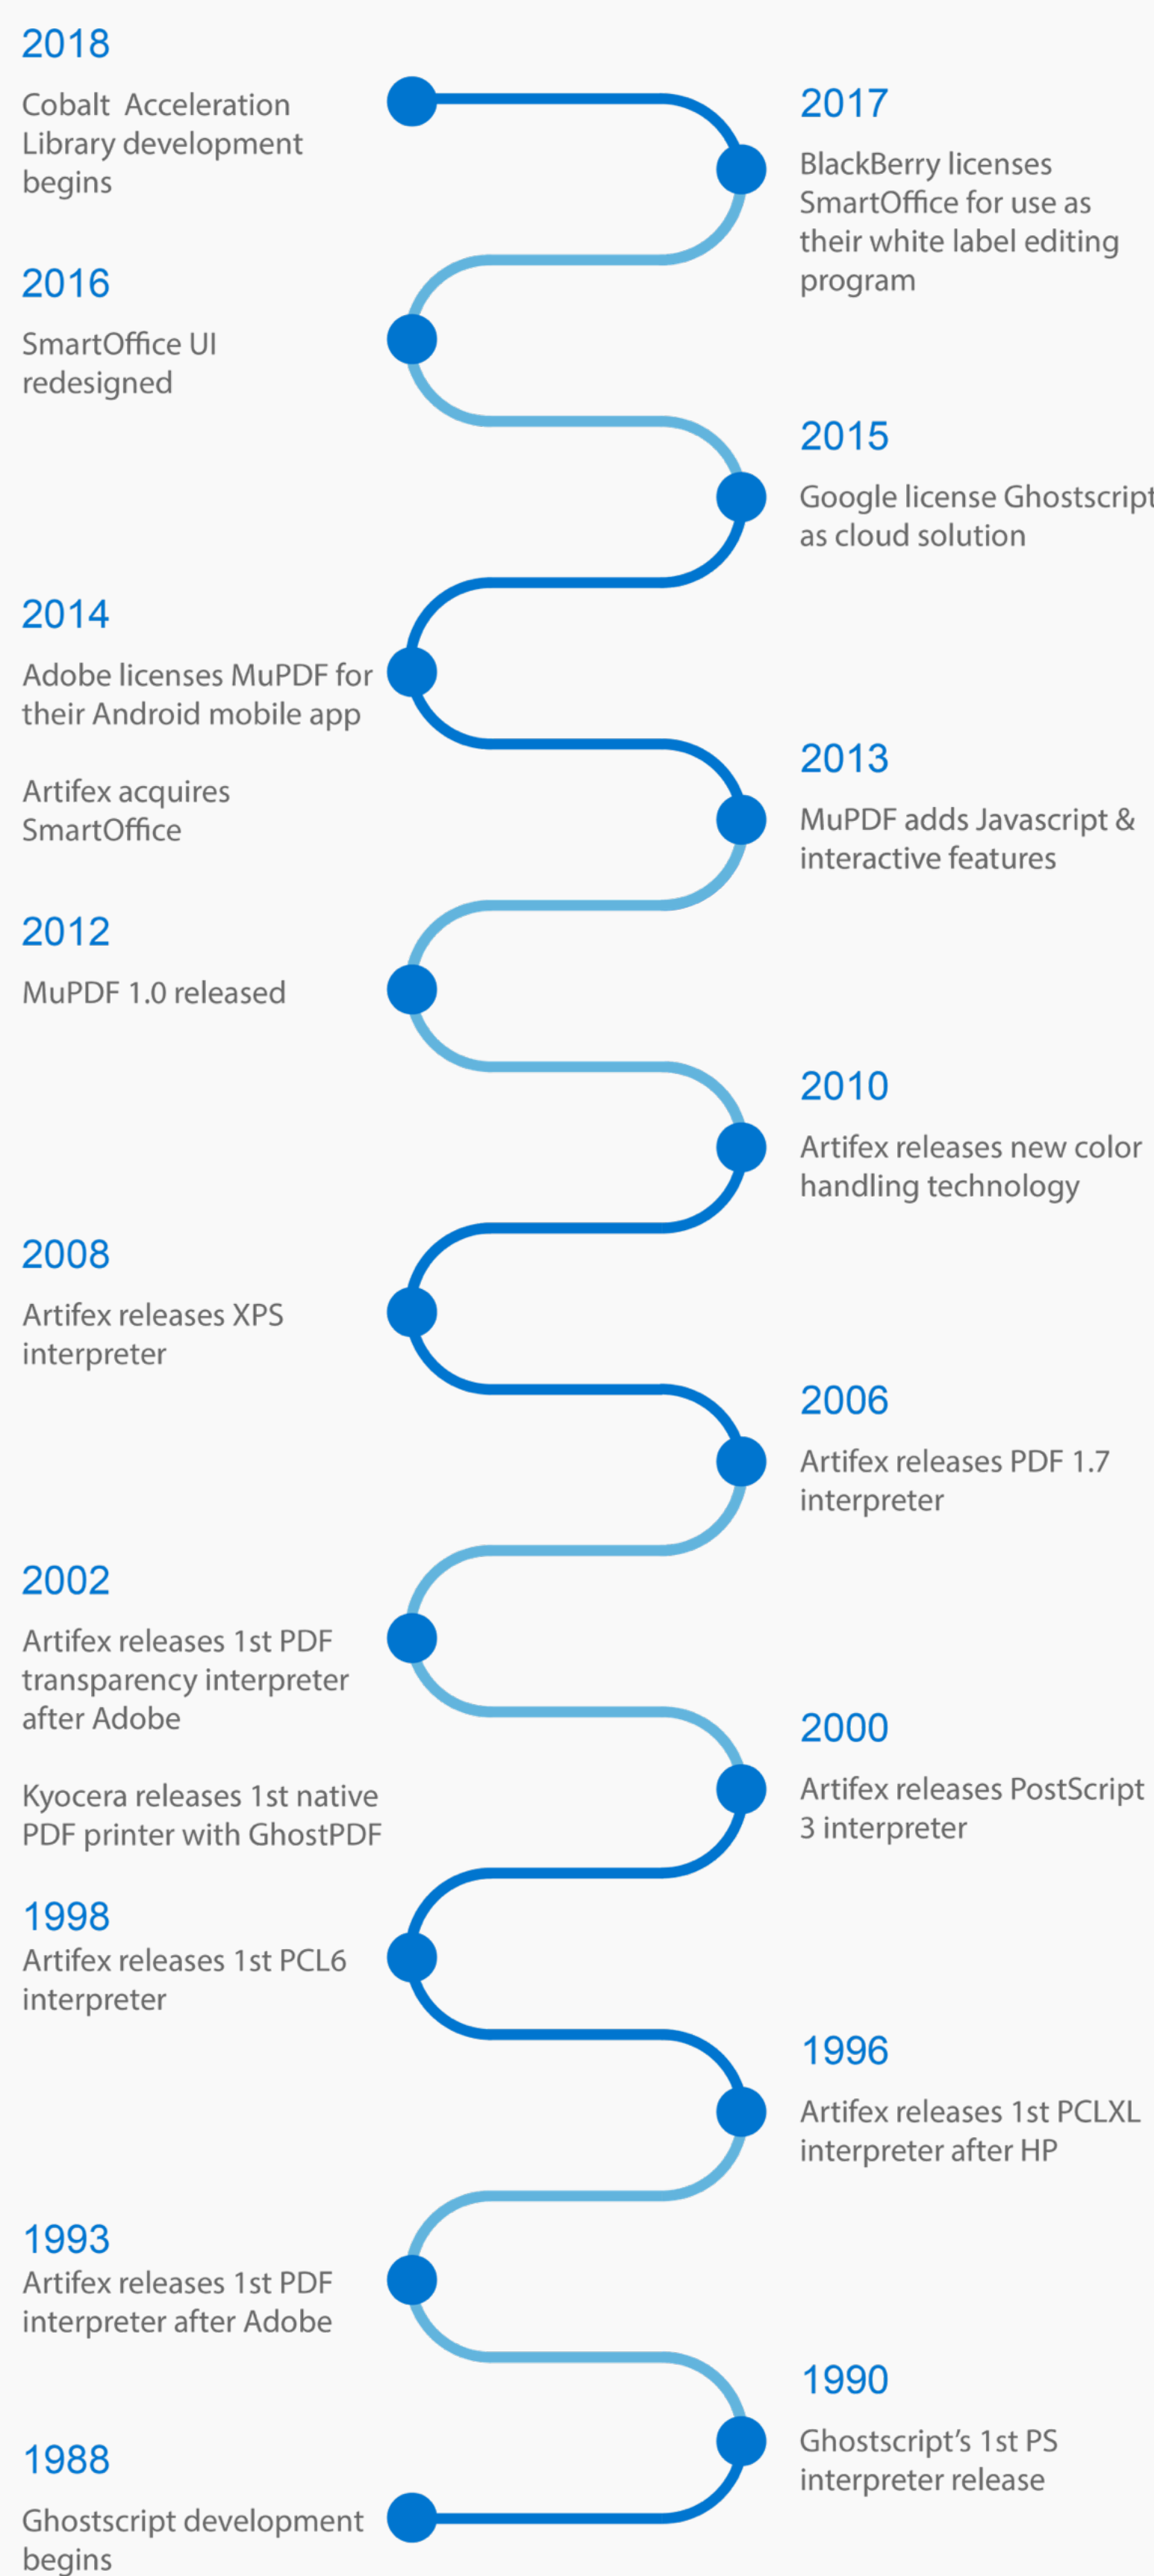 2018
Cobalt Acceleration
Library development
begins
2017
BlackBerry licenses
SmartOffice for use as
their white label editing
program
2016
SmartOffice UI
redesigned
2015
Google license Ghostscript
as cloud solution
2014
Adobe licenses MuPDF for
their Android mobile app
Artifex acquires
SmartOffice
2013
MuPDF adds Javascript &
interactive features
2012
MuPDF 1.0 released
2010
Artifex releases new color
handling technology
2008
Artifex releases XPS
interpreter
2006
Artifex releases PDF 1.7
interpreter
2002
Artifex releases 1st PDF
transparency interpreter
after Adobe
Kyocera releases 1st native
PDF printer with GhostPDF
2000
Artifex releases PostScript
3 interpreter
1998
Artifex releases 1st PCL6
interpreter
1996
Artifex releases 1st PCLXL
interpreter after HP
1993
Artifex releases 1st PDF
interpreter after Adobe
1990
Ghostscript’s 1st PS
interpreter release
1988
Ghostscript development
begins